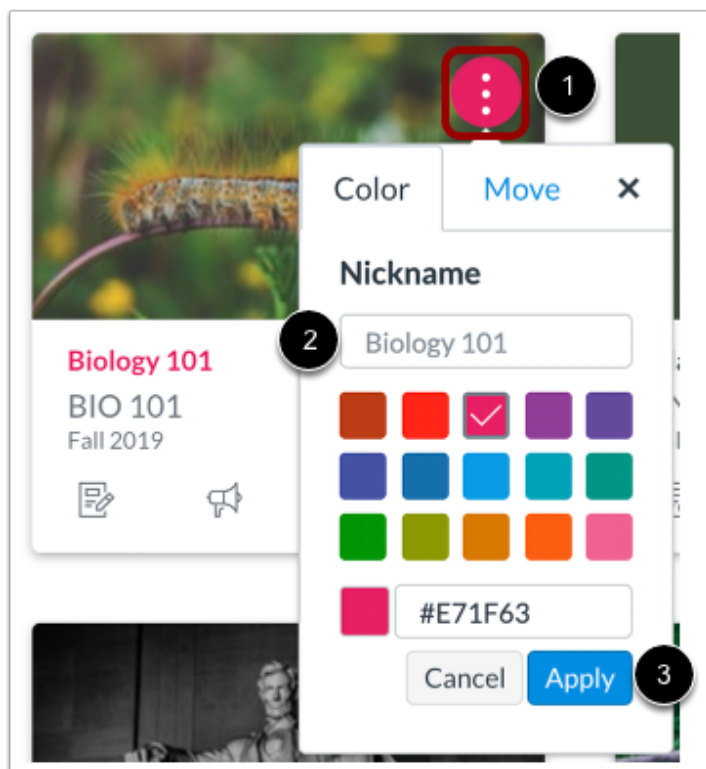 1
Color Move ×
Nickname
2
Biology 101
Biology 101
BIO 101
Fall 2019
#E71F63
Cancel Apply
3